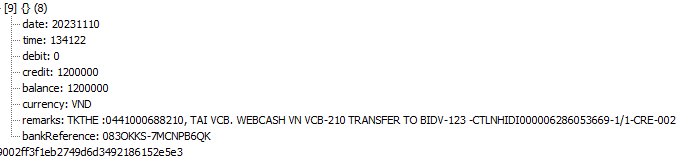 [9] {} (8)
date: 20231110
time: 134122
debit: 0
credit: 1200000
balance: 1200000
currency: VND
remarks: TKTHE :0441000688210, TAI VCB. WEBCASH VN VCB-210 TRANSFER TO BIDV-123 -CTLNHIDI000006286053669-1/1-CRE-002
bankReference: 083OKKS-7MCNPB6QK
9002ff3f1eb2749d6d3492186152e5e3